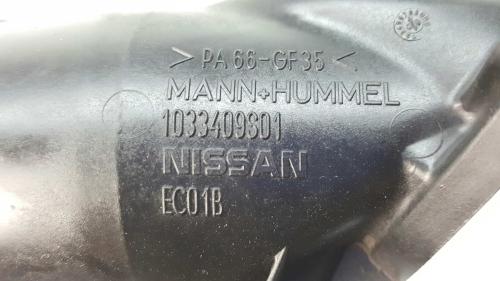 > PA 66-GF35 <
MANN+HUMMEL
1033409S01
NISSAN
EC01B